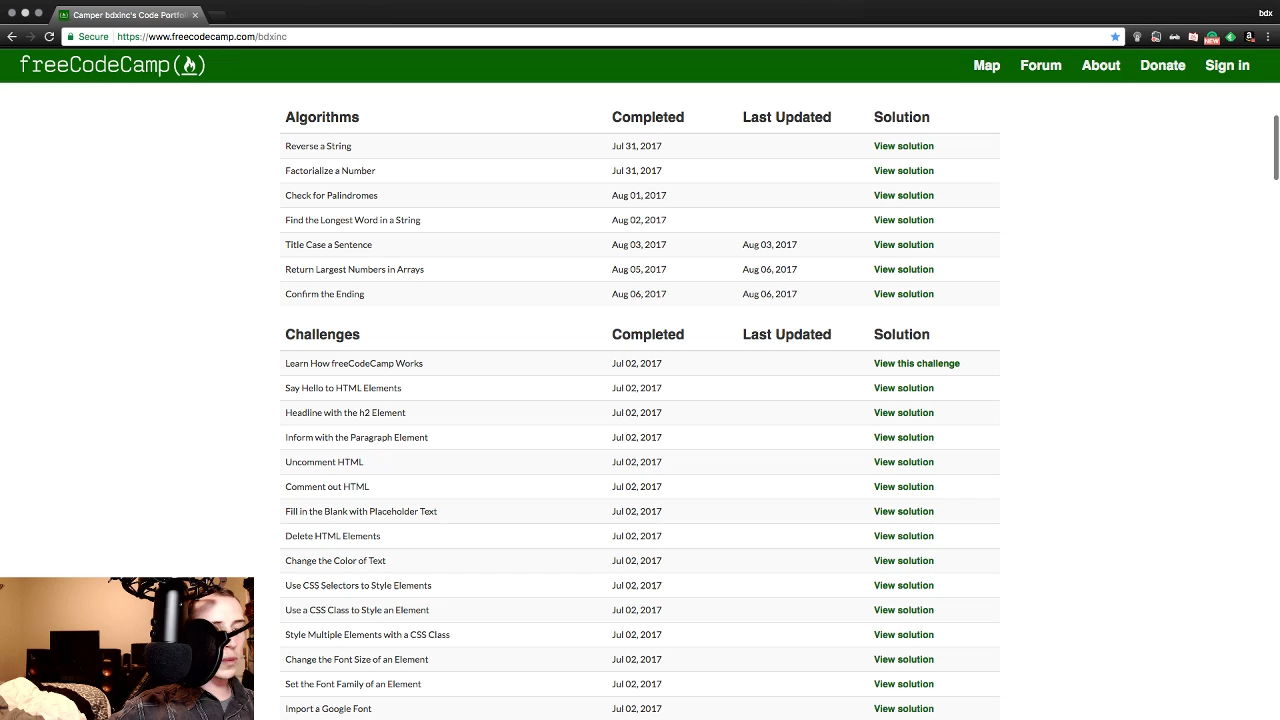 Camper bdxinc's Code Portfo
bdx
Secure https://www.freecodecamp.com/bdxinc
NEW
freeCodeCamp Map Forum About Donate Sign in
Algorithms Completed Last Updated Solution
Reverse a String Jul 31, 2017 View solution
Factorialize a Number Jul 31, 2017 View solution
Check for Palindromes Aug 01, 2017 View solution
Find the Longest Word in a String Aug 02, 2017 View solution
Title Case a Sentence Aug 03, 2017 Aug 03, 2017 View solution
Return Largest Numbers in Arrays Aug 05, 2017 Aug 06, 2017 View solution
Confirm the Ending Aug 06, 2017 Aug 06, 2017 View solution
Challenges Completed Last Updated Solution
Learn How freeCodeCamp Works Jul 02, 2017 View this challenge
Say Hello to HTML Elements Jul 02, 2017 View solution
Headline with the h2 Element Jul 02, 2017 View solution
Inform with the Paragraph Element Jul 02, 2017 View solution
Uncomment HTML Jul 02, 2017 View solution
Comment out HTML Jul 02, 2017 View solution
Fill in the Blank with Placeholder Text Jul 02, 2017 View solution
Delete HTML Elements Jul 02, 2017 View solution
Change the Color of Text Jul 02, 2017 View solution
Use CSS Selectors to Style Elements Jul 02, 2017 View solution
Use a CSS Class to Style an Element Jul 02, 2017 View solution
Style Multiple Elements with a CSS Class Jul 02, 2017 View solution
Change the Font Size of an Element Jul 02, 2017 View solution
Set the Font Family of an Element Jul 02, 2017 View solution
Import a Google Font Jul 02, 2017 View solution